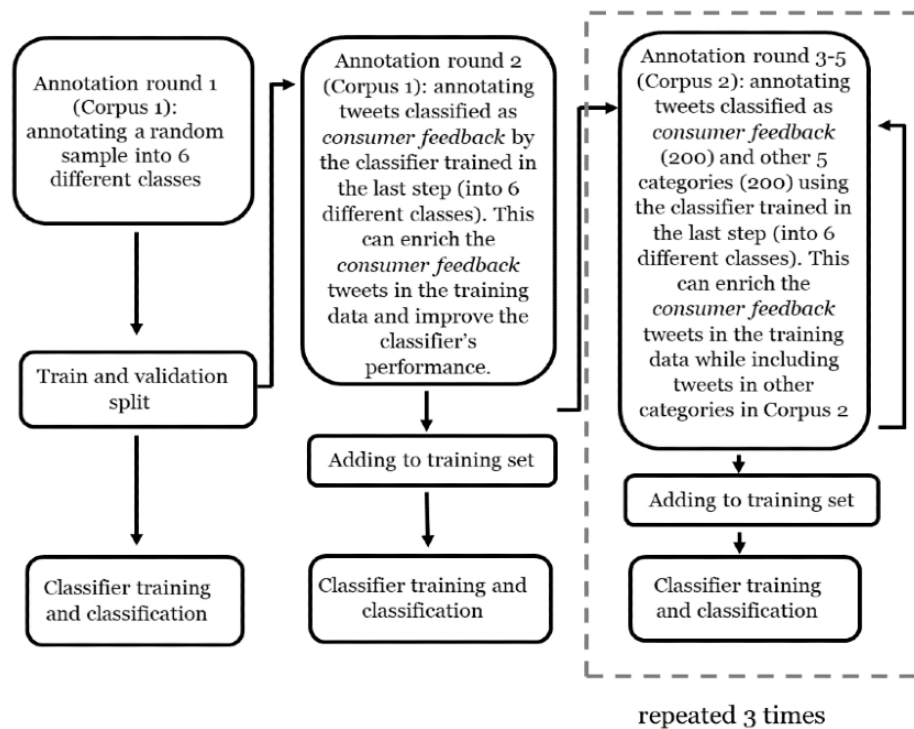 Annotation round 1
(Corpus 1):
annotating a random
sample into 6
different classes
Train and validation
split
Classifier training
and classification
Annotation round 2
(Corpus 1): annotating
tweets classified as
consumer feedback by
the classifier trained
in the last step (into 6
different classes). This
can enrich the
consumer feedback
tweets in the training
data and improve the
classifier's
performance.
Adding to training set
Classifier training and
classification
Annotation round 3-5
(Corpus 2): annotating
tweets classified as
consumer feedback
(200) and other 5
categories (200) using
the classifier trained in
the last step (into 6
different classes). This
can enrich the
consumer feedback
tweets in the training
data while including
tweets in other
categories in Corpus 2
Adding to training set
Classifier training
and classification
repeated 3 times